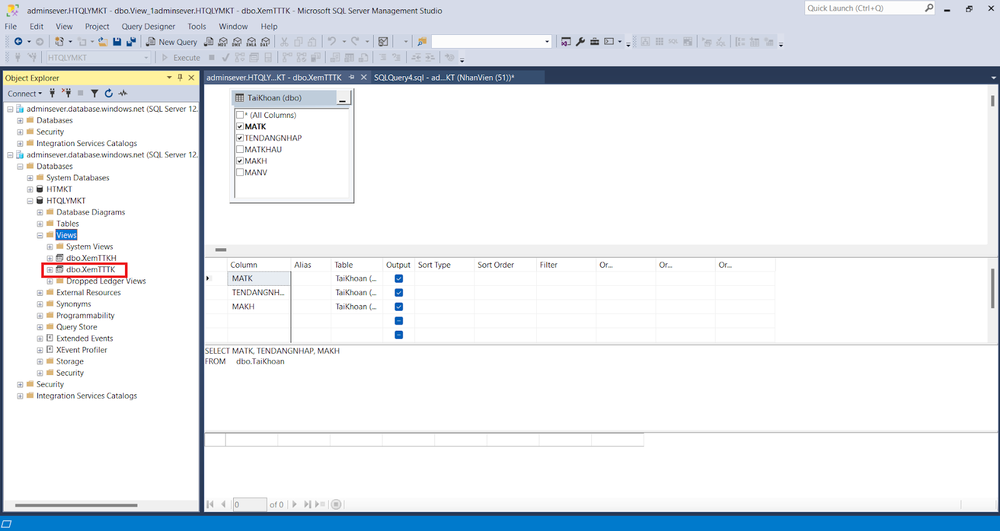 adminsever.HTQLYMKT - dbo.View_1adminsever.HTQLYMKT - dbo.XemTTTK - Microsoft SQL Server Management Studio
Quick Launch (Ctrl+Q)
File Edit View Project Query Designer Tools Window Help
New Query MDX DMX XMLA DAX SQL SQL
HTQLYMKT Execute
Object Explorer
Connect
adminsever.database.windows.net (SQL Server 12.
Databases
Security
Integration Services Catalogs
adminsever.database.windows.net (SQL Server 12.
Databases
System Databases
HTMKT
HTQLYMKT
Database Diagrams
Tables
Views
System Views
dbo.XemTTKH
dbo.XemTTTK
Dropped Ledger Views
External Resources
Synonyms
Programmability
Query Store
Extended Events
XEvent Profiler
Storage
Security
Security
Integration Services Catalogs
adminsever.HTQLY...KT - dbo.XemTTTK
SQLQuery4.sql - ad...KT (NhanVien (51))*
TaiKhoan (dbo)
* (All Columns)
MATK
TENDANGNHAP
MATKHAU
MAKH
MANV
Column Alias Table Output Sort Type Sort Order Filter Or... Or... Or...
MATK TaiKhoan (...
TENDANGNH... TaiKhoan (...
MAKH TaiKhoan (...
SELECT MATK, TENDANGNHAP, MAKH
FROM dbo.TaiKhoan
0 of 0